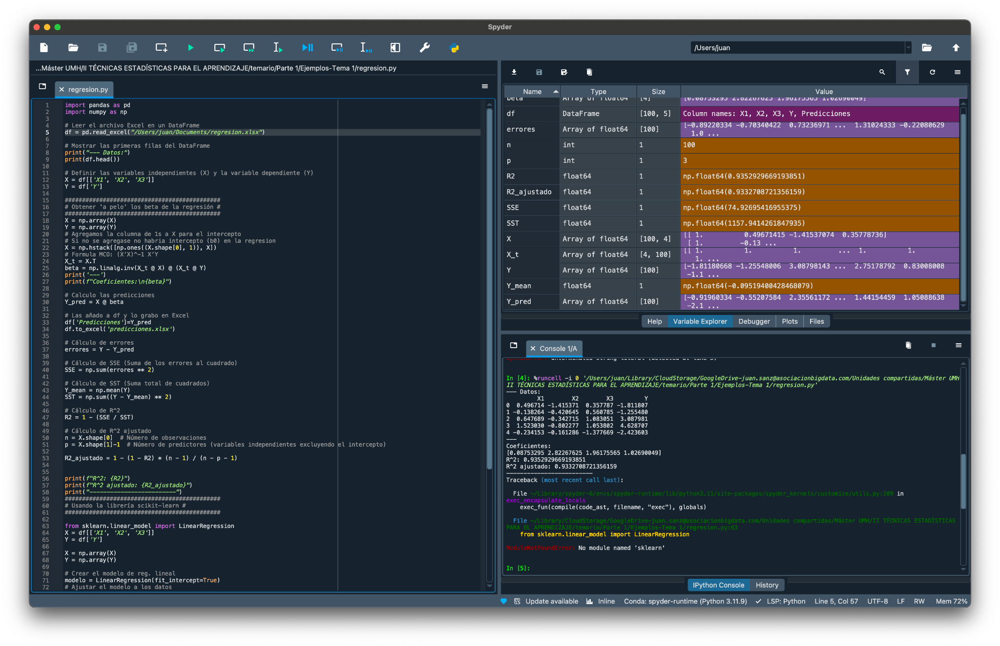 Spyder
/Users/juan
...Máster UMH/II TÉCNICAS ESTADÍSTICAS PARA EL APRENDIZAJE/temario/Parte 1/Ejemplos-Tema 1/regresion.py
regresion.py
1 import pandas as pd
2 import numpy as np
3
4 # Leer el archivo Excel en un DataFrame
5 df = pd.read_excel("/Users/juan/Documents/regresion.xlsx")
6
7 # Mostrar las primeras filas del DataFrame
8 print("--- Datos:")
9 print(df.head())
10
11 # Definir las variables independientes (X) y la variable dependiente (Y)
12 X = df[['X1', 'X2', 'X3']]
13 Y = df['Y']
14
15 #############################################
16 # Obtener 'a pelo' los beta de la regresión #
17 #############################################
18 X = np.array(X)
19 Y = np.array(Y)
20 # Agregamos la columna de 1s a X para el intercepto
21 # Si no se agregase no habria intercepto (b0) en la regresion
22 X = np.hstack([np.ones((X.shape[0], 1)), X])
23 # Formula MCO: (X’X)^-1 X’Y
24 X_t = X.T
25 beta = np.linalg.inv(X_t @ X) @ (X_t @ Y)
26 print('---')
27 print(f"Coeficientes:\n{beta}")
28
29 # Calculo las predicciones
30 Y_pred = X @ beta
31
32 # Las añado a df y lo grabo en Excel
33 df['Predicciones']=Y_pred
34 df.to_excel('predicciones.xlsx')
35
36 # Cálculo de errores
37 errores = Y - Y_pred
38
39 # Cálculo de SSE (Suma de los errores al cuadrado)
40 SSE = np.sum(errores ** 2)
41
42 # Cálculo de SST (Suma total de cuadrados)
43 Y_mean = np.mean(Y)
44 SST = np.sum((Y - Y_mean) ** 2)
45
46 # Cálculo de R^2
47 R2 = 1 - (SSE / SST)
48
49 # Cálculo de R^2 ajustado
50 n = X.shape[0]  # Número de observaciones
51 p = X.shape[1]-1  # Número de predictores (variables independientes excluyendo el intercepto)
52
53 R2_ajustado = 1 - (1 - R2) * (n - 1) / (n - p - 1)
54
55
56 print(f"R^2: {R2}")
57 print(f"R^2 ajustado: {R2_ajustado}")
58 print("-------------------------")
59 #############################################
60 # Usando la librería scikit-learn #
61 #############################################
62
63 from sklearn.linear_model import LinearRegression
64 X = df[['X1', 'X2', 'X3']]
65 Y = df['Y']
66
67 X = np.array(X)
68 Y = np.array(Y)
69
70 # Crear el modelo de reg. lineal
71 modelo = LinearRegression(fit_intercept=True)
72 # Ajustar el modelo a los datos
Name Type Size Value
beta Array of float64 [4] [0.08753295 2.82267625 1.96175565 1.02690049]
df DataFrame [100, 5] Column names: X1, X2, X3, Y, Predicciones
errores Array of float64 [100] [-0.89220334 -0.70340422 0.73236971 ... 1.31024333 -0.22080629
1.0 ...
n int 1 100
p int 1 3
R2 float64 1 np.float64(0.9352929669193851)
R2_ajustado float64 1 np.float64(0.9332708721356159)
SSE float64 1 np.float64(74.92695416955375)
SST float64 1 np.float64(1157.9414261847935)
X Array of float64 [100, 4] [[ 1. 0.49671415 -1.41537074 0.35778736]
[ 1. -0.13 ...
X_t Array of float64 [4, 100] [[ 1. 1. 1. ... 1. 1.
1. ...
Y Array of float64 [100] [-1.81180668 -1.25548006 3.08798143 ... 2.75178792 0.83008008
-1.1 ...
Y_mean float64 1 np.float64(-0.09519400428468079)
Y_pred Array of float64 [100] [-0.91960334 -0.55207584 2.35561172 ... 1.44154459 1.05088638
-2.1 ...
Help Variable Explorer Debugger Plots Files
Console 1/A
SyntaxError: unterminated string literal (detected at line 5)
In [4]: %runcell -i 0 '/Users/juan/Library/CloudStorage/GoogleDrive-juan.sanz@asociacionbigdata.com/Unidades compartidas/Máster UMH
II TÉCNICAS ESTADÍSTICAS PARA EL APRENDIZAJE/temario/Parte 1/Ejemplos-Tema 1/regresion.py'
--- Datos:
X1 X2 X3 Y
0 0.496714 -1.415371 0.357787 -1.811807
1 -0.138264 -0.420645 0.560785 -1.255480
2 0.647689 -0.342715 1.083051 3.087981
3 1.523030 -0.802277 1.053802 4.628707
4 -0.234153 -0.161286 -1.377669 -2.423603
---
Coeficientes:
[0.08753295 2.82267625 1.96175565 1.02690049]
R^2: 0.9352929669193851
R^2 ajustado: 0.9332708721356159
-------------------------
Traceback (most recent call last):
File ~/Library/spyder-6/envs/spyder-runtime/lib/python3.11/site-packages/spyder_kernels/customize/utils.py:209 in
exec_encapsulate_locals
exec_fun(compile(code_ast, filename, "exec"), globals)
File ~/Library/CloudStorage/GoogleDrive-juan.sanz@asociacionbigdata.com/Unidades compartidas/Máster UMH/II TÉCNICAS ESTADÍSTICAS
PARA EL APRENDIZAJE/temario/Parte 1/Ejemplos-Tema 1/regresion.py:63
from sklearn.linear_model import LinearRegression
ModuleNotFoundError: No module named 'sklearn'
In [5]:
IPython Console History
Update available Inline Conda: spyder-runtime (Python 3.11.9) LSP: Python Line 5, Col 57 UTF-8 LF RW Mem 72%